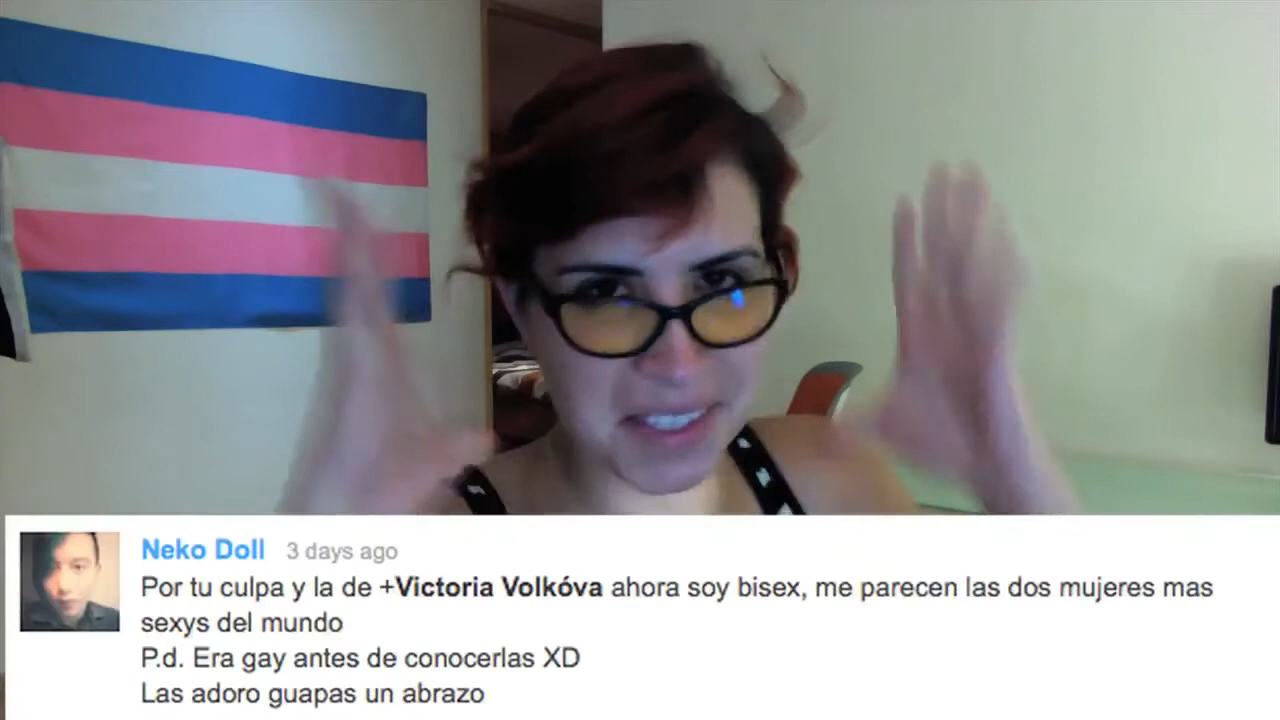 Neko Doll 3 days ago
Por tu culpa y la de +Victoria Volkóva ahora soy bisex, me parecen las dos mujeres mas
sexys del mundo
P.d. Era gay antes de conocerlas XD
Las adoro guapas un abrazo